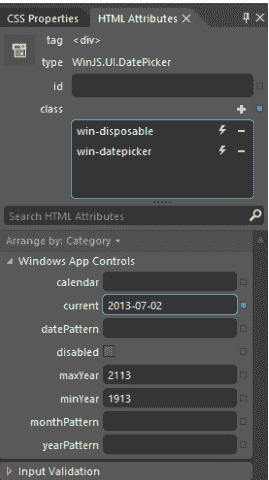 CSS Properties HTML Attributes
tag <div>
type WinJS.UI.DatePicker
id
class
win-disposable
win-datepicker
Search HTML Attributes
Arrange by: Category
Windows App Controls
calendar
current 2013-07-02
datePattern
disabled
maxYear 2113
minYear 1913
monthPattern
yearPattern
Input Validation